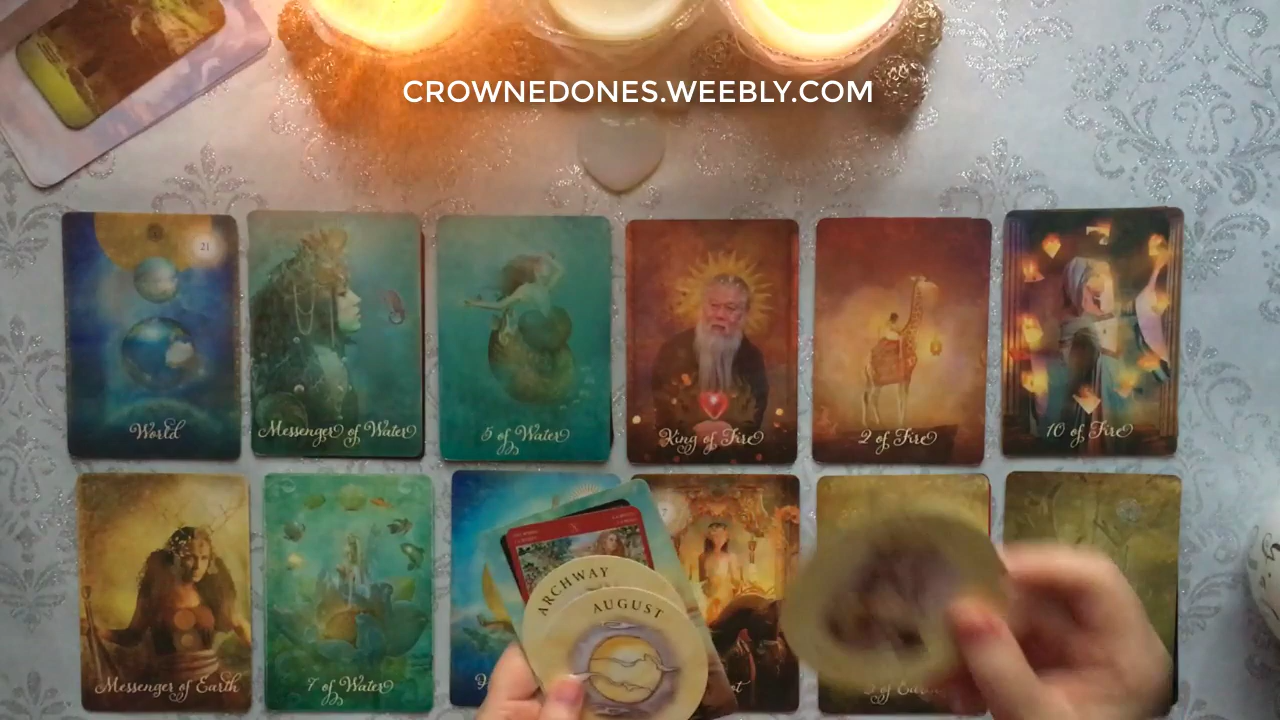 CROWNEDONES.WEEBLY.COM
21
World
Messenger of Water
5 of Water
King of Fire
2 of Fire
10 of Fire
Messenger of Earth
7 of Water
ARCHWAY
AUGUST